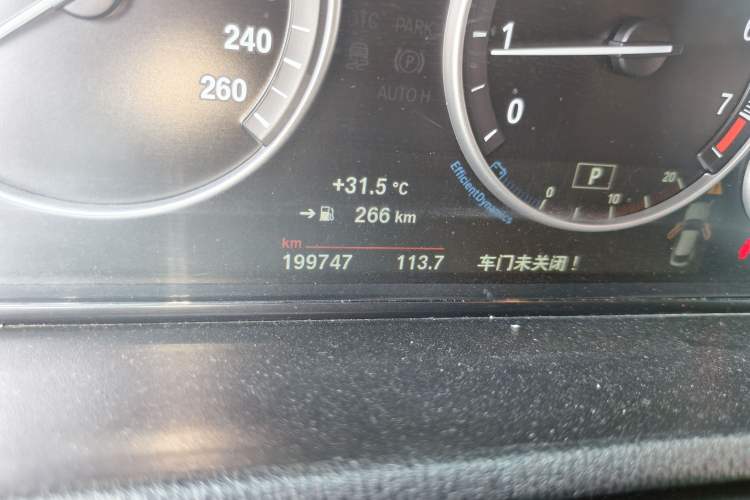 240
260
PARK
(P)
AUTO H
1
0
7
EfficientDynamics
0 10 20
P
+31.5 °C
266 km
km
199747 113.7 车门未关闭!